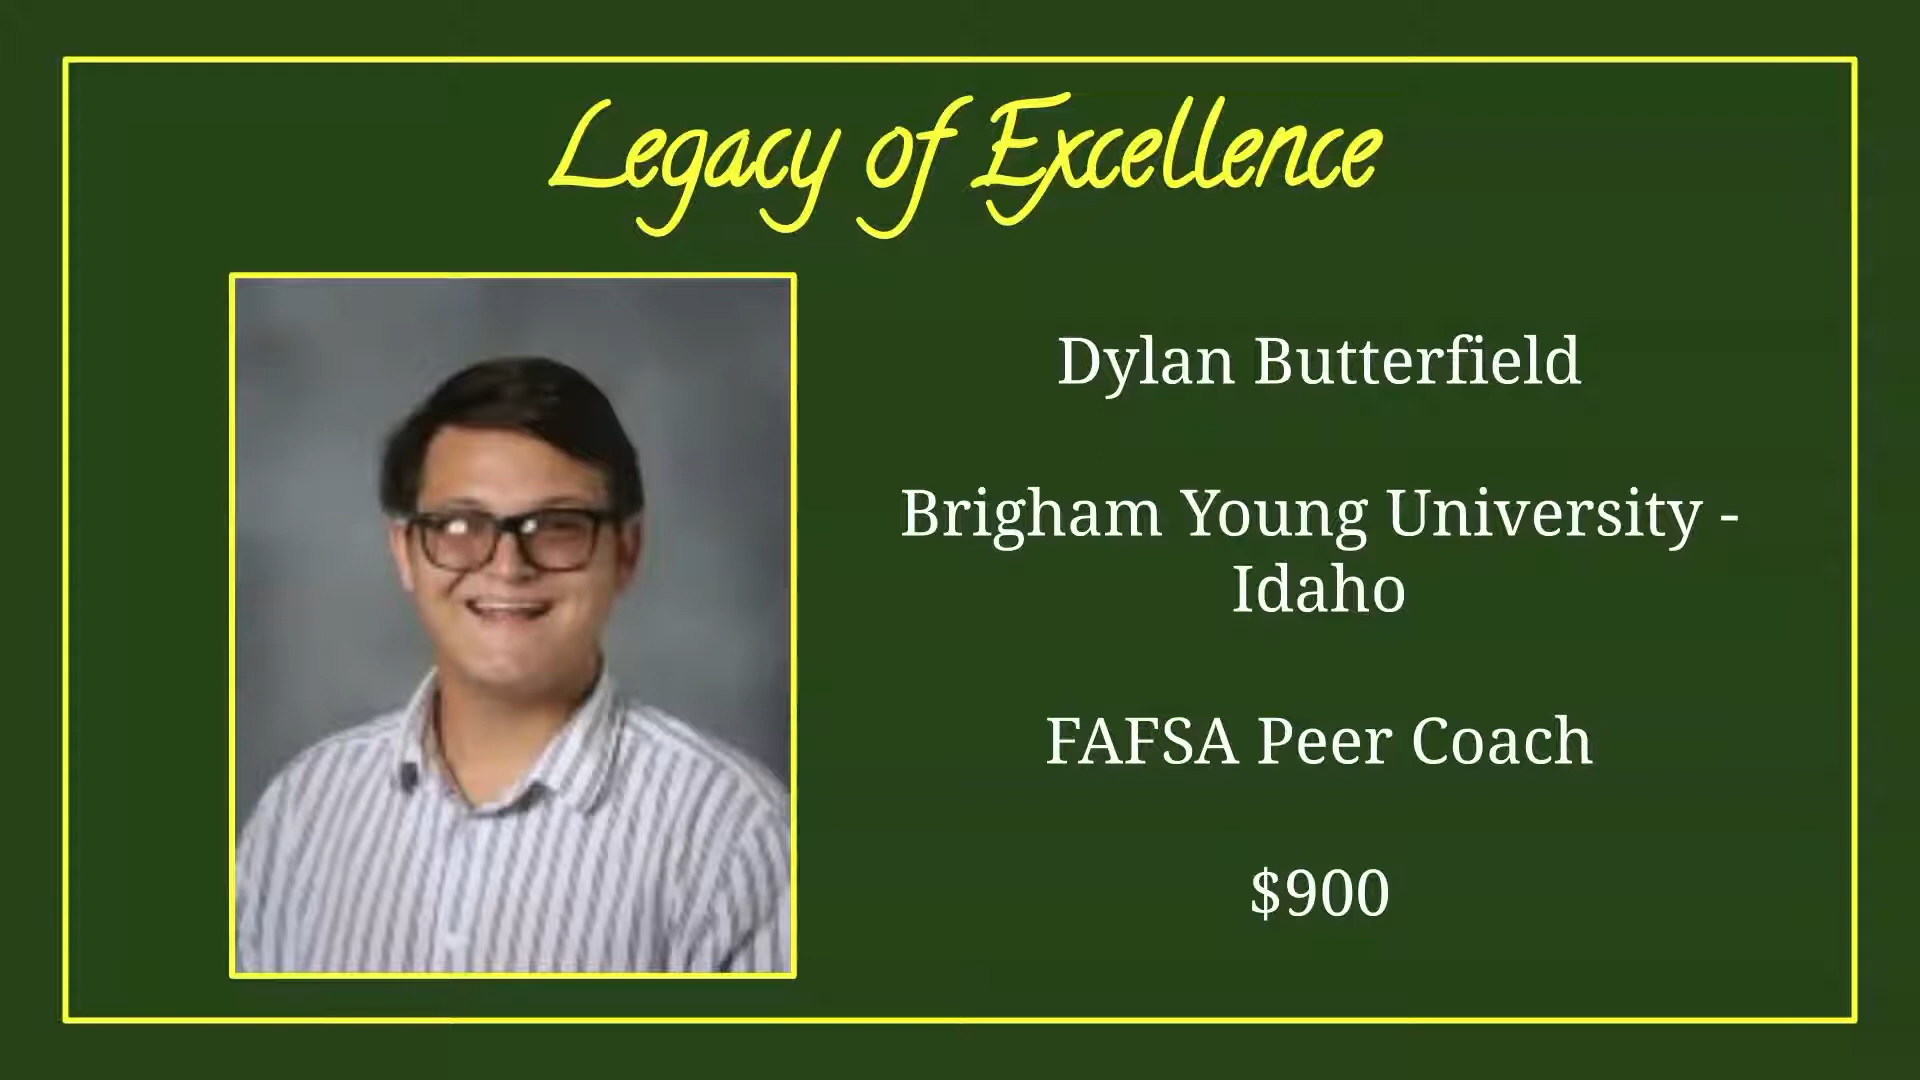 Legacy of Excellence
Dylan Butterfield
Brigham Young University -
Idaho
FAFSA Peer Coach
$900